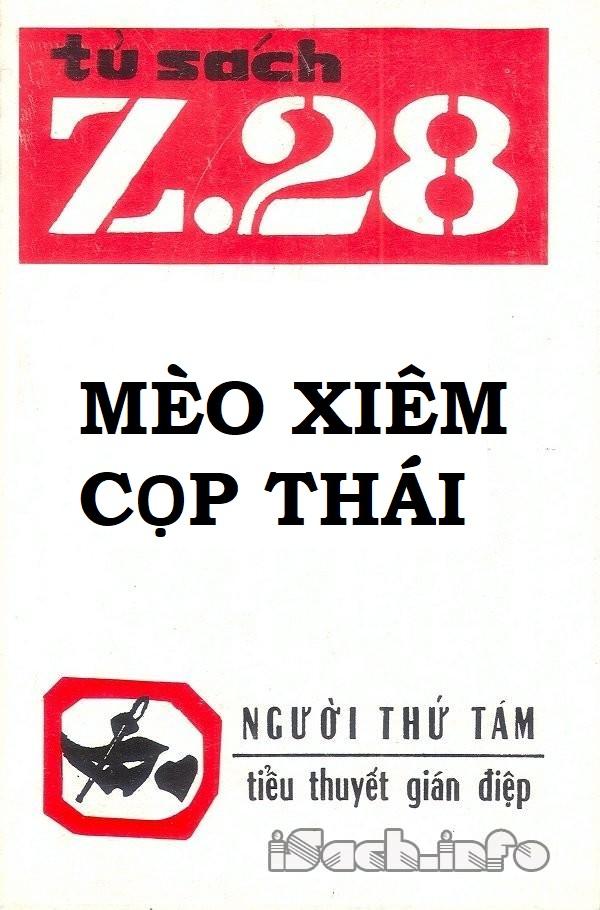 tủ sách
Z.28
MÈO XIÊM
CỌP THÁI
NGƯỜI THỨ TÁM
tiểu thuyết gián điệp
iSach.info